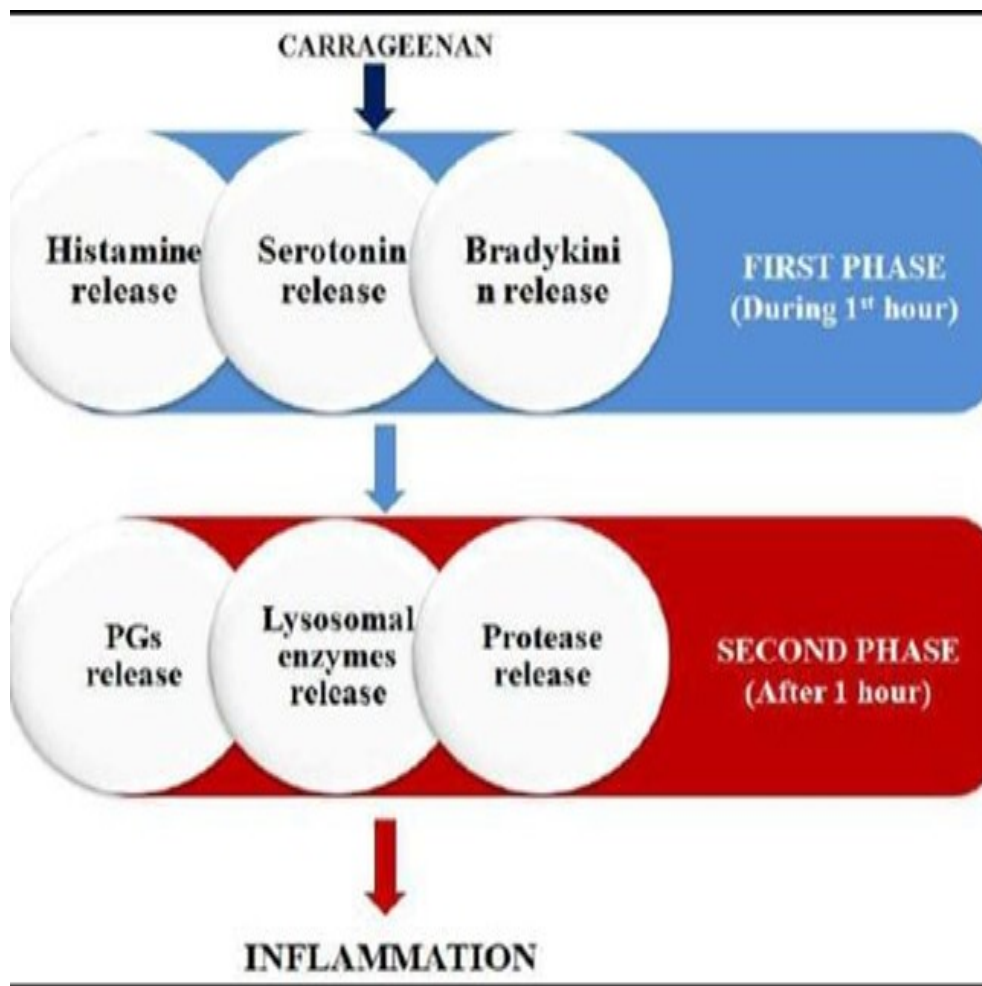 CARRAGEENAN
Histamine
release
Serotonin
release
Bradykini
n release
FIRST PHASE
(During 1st hour)
PGs
release
Lysosomal
enzymes
release
Protease
release
SECOND PHASE
(After 1 hour)
INFLAMMATION